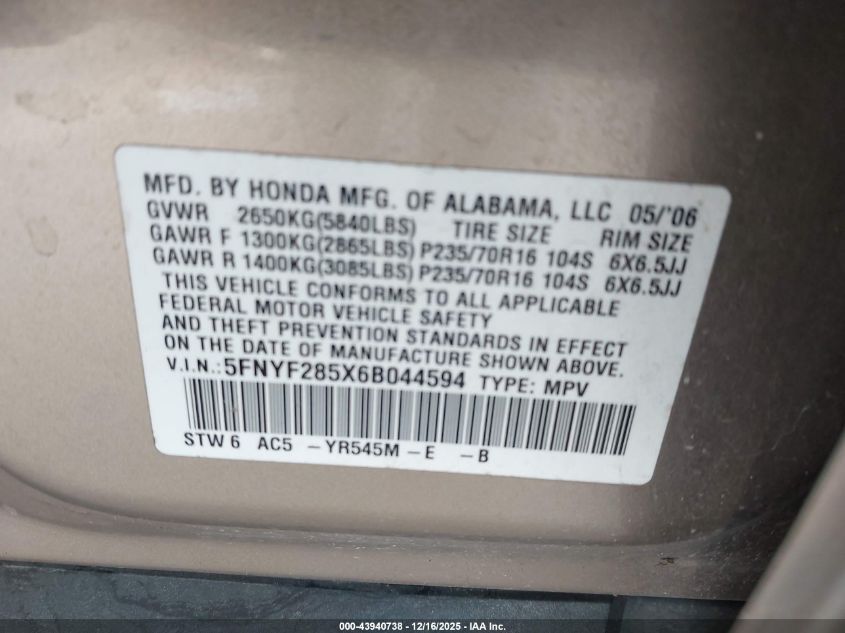 MFD. BY HONDA MFG. OF ALABAMA, LLC 05/'06
GVWR 2650KG(5840LBS) TIRE SIZE RIM SIZE
GAWR F 1300KG(2865LBS) P235/70R16 104S 6X6.5JJ
GAWR R 1400KG(3085LBS) P235/70R16 104S 6X6.5JJ
THIS VEHICLE CONFORMS TO ALL APPLICABLE
FEDERAL MOTOR VEHICLE SAFETY
AND THEFT PREVENTION STANDARDS IN EFFECT
ON THE DATE OF MANUFACTURE SHOWN ABOVE.
V.I.N.:5FNYF285X6B044594 TYPE: MPV
STW6 AC5 -YR545M-E -B
000-43940738 - 12/16/2025 - IAA Inc.